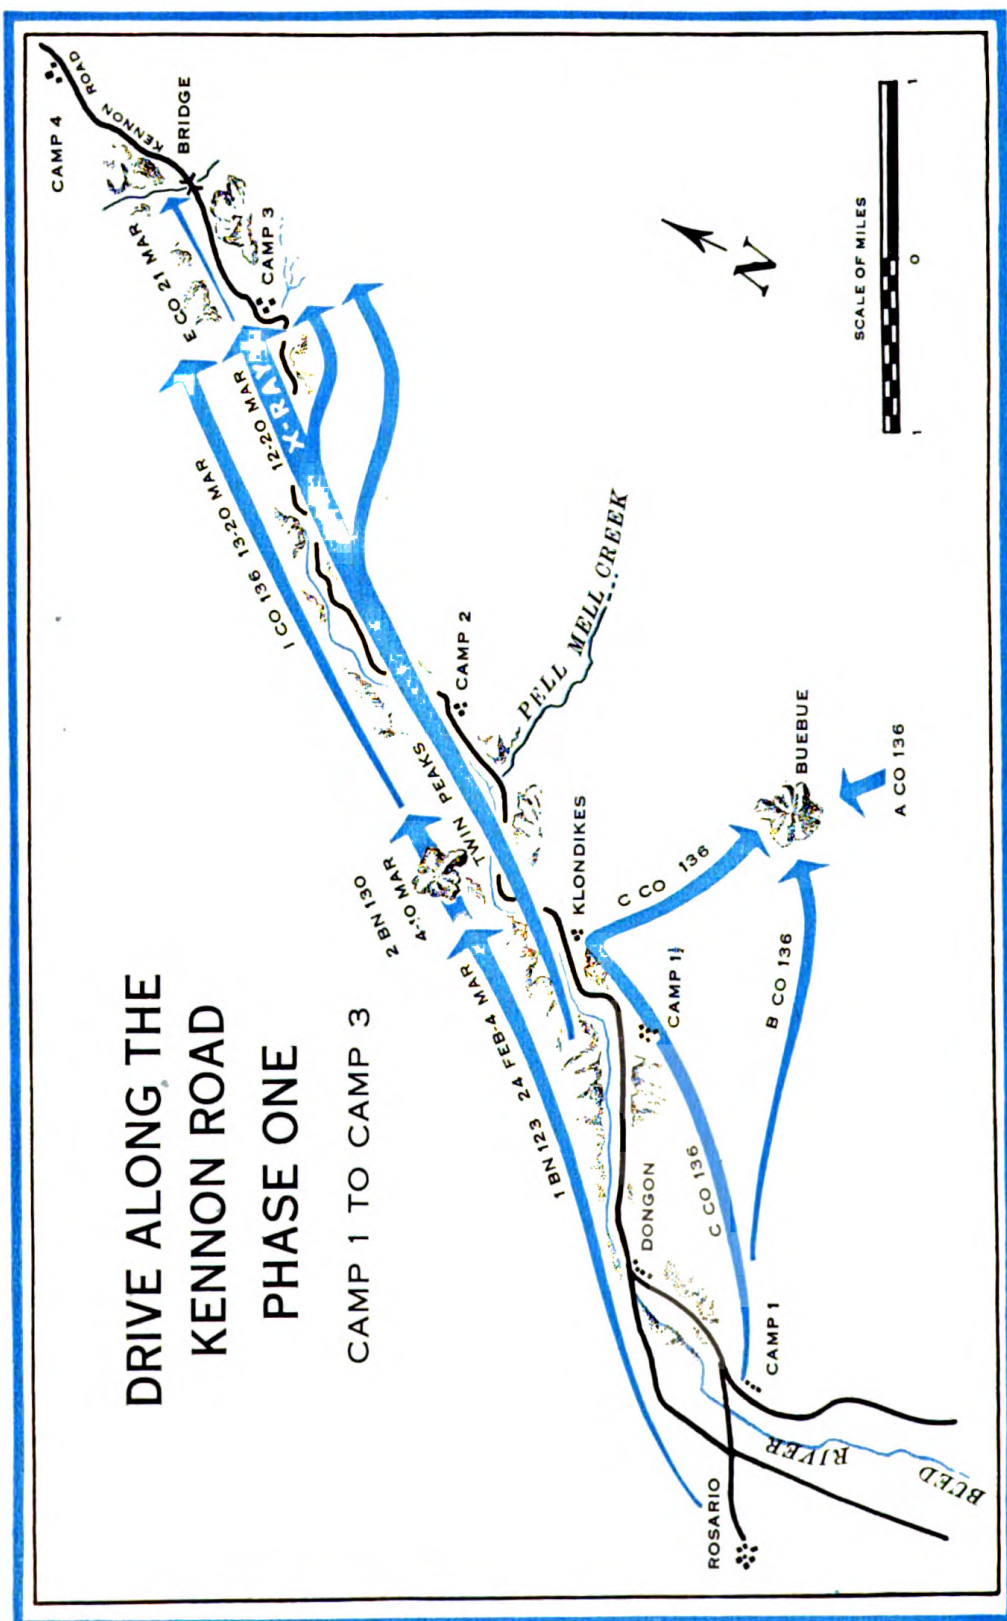 DRIVE ALONG THE
KENNON ROAD
PHASE ONE
CAMP 1 TO CAMP 3
CAMP 4
KENNON ROAD
BRIDGE
E CO 21 MAR
CAMP 3
12-20 MAR
X-RAY
I CO 136 13-20 MAR
N
SCALE OF MILES
1
0
1
CAMP 2
PELL MELL CREEK
TWIN PEAKS
2 BN 130
4-10 MAR
KLONDIKES
BUEBUE
A CO 136
C CO 136
B CO 136
1 BN 123 24 FEB-4 MAR
CAMP 1½
DONGON
C CO 136
CAMP 1
ROSARIO
BUED
RIVER